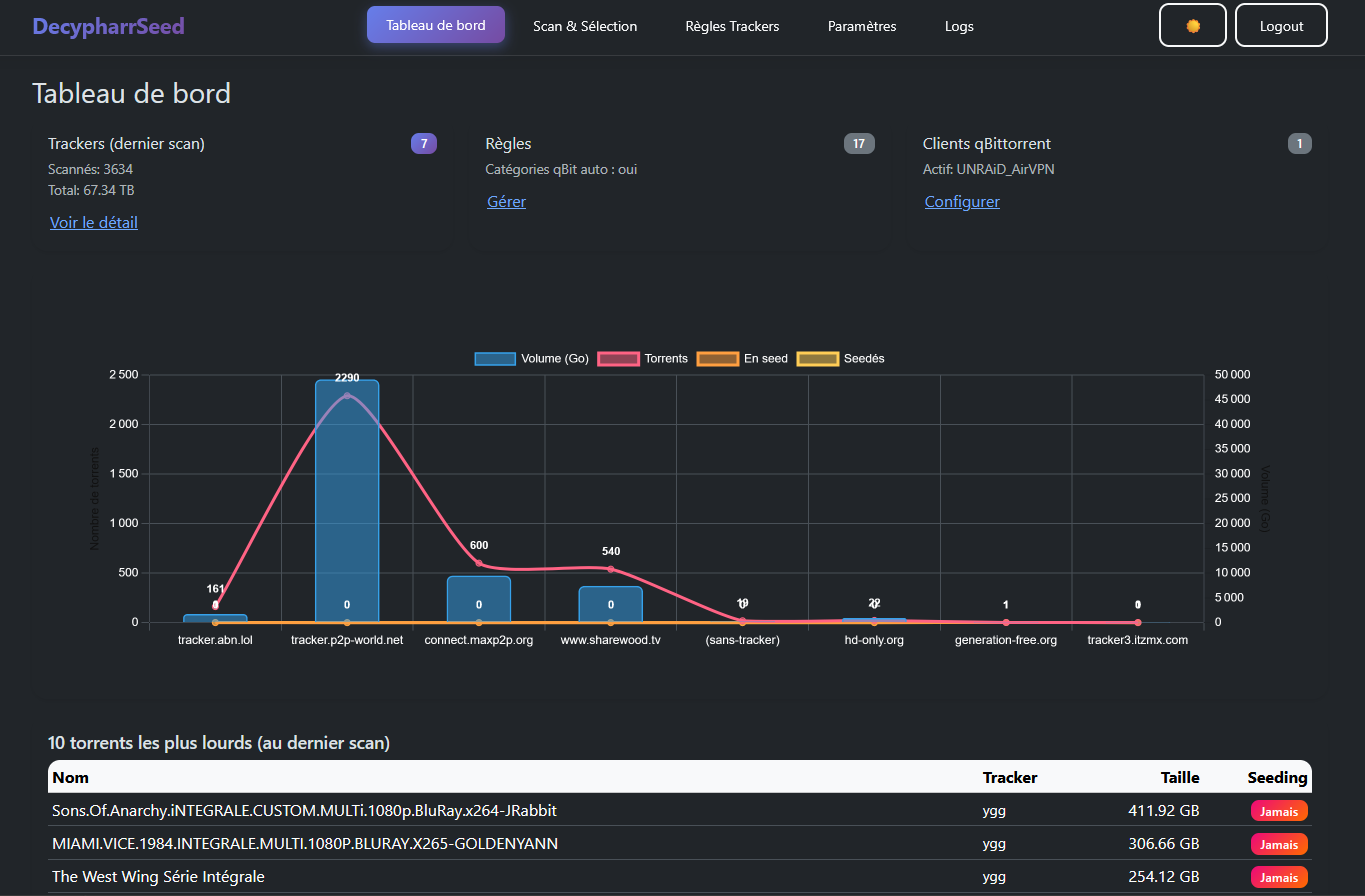 DecypharrSeed Tableau de bord Scan & Sélection Règles Trackers Paramètres Logs Logout
Tableau de bord
Trackers (dernier scan) 7
Scannés: 3634
Total: 67.34 TB
Voir le détail
Règles 17
Catégories qBit auto : oui
Gérer
Clients qBittorrent 1
Actif: UNRAiD_AirVPN
Configurer
Volume (Go) Torrents En seed Seedés
2 500
2 000
1 500
1 000
500
0
Nombre de torrents
50 000
45 000
40 000
35 000
30 000
25 000
20 000
15 000
10 000
5 000
0
Volume (Go)
161 2290 600 540 19 22 1
0 0 0
tracker.abn.lol tracker.p2p-world.net connect.maxp2p.org www.sharewood.tv (sans-tracker) hd-only.org generation-free.org tracker3.itzmx.com
10 torrents les plus lourds (au dernier scan)
Nom Tracker Taille Seeding
Sons.Of.Anarchy.iNTEGRALE.CUSTOM.MULTi.1080p.BluRay.x264-JRabbit ygg 411.92 GB Jamais
MIAMI.VICE.1984.INTEGRALE.MULTI.1080P.BLURAY.X265-GOLDENYANN ygg 306.66 GB Jamais
The West Wing Série Intégrale ygg 254.12 GB Jamais